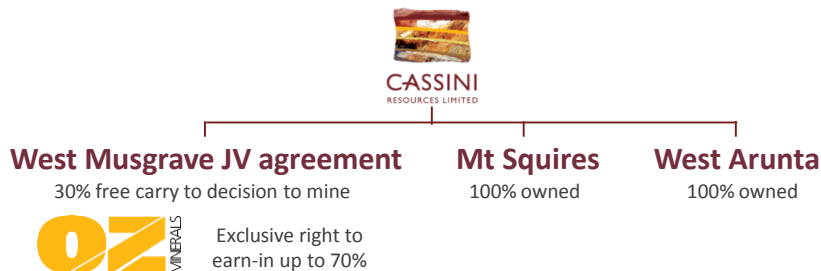 CASSINI
RESOURCES LIMITED
West Musgrave JV agreement
30% free carry to decision to mine
OZ
MINERALS
Exclusive right to
earn-in up to 70%
Mt Squires
100% owned
West Arunta
100% owned